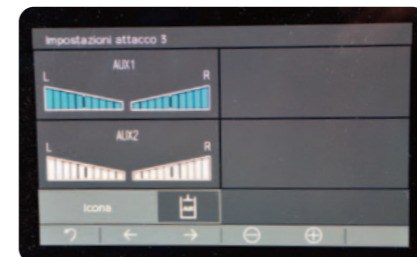 Impostazioni attacco 3
AUX1
L R
AUX2
L R
Icona